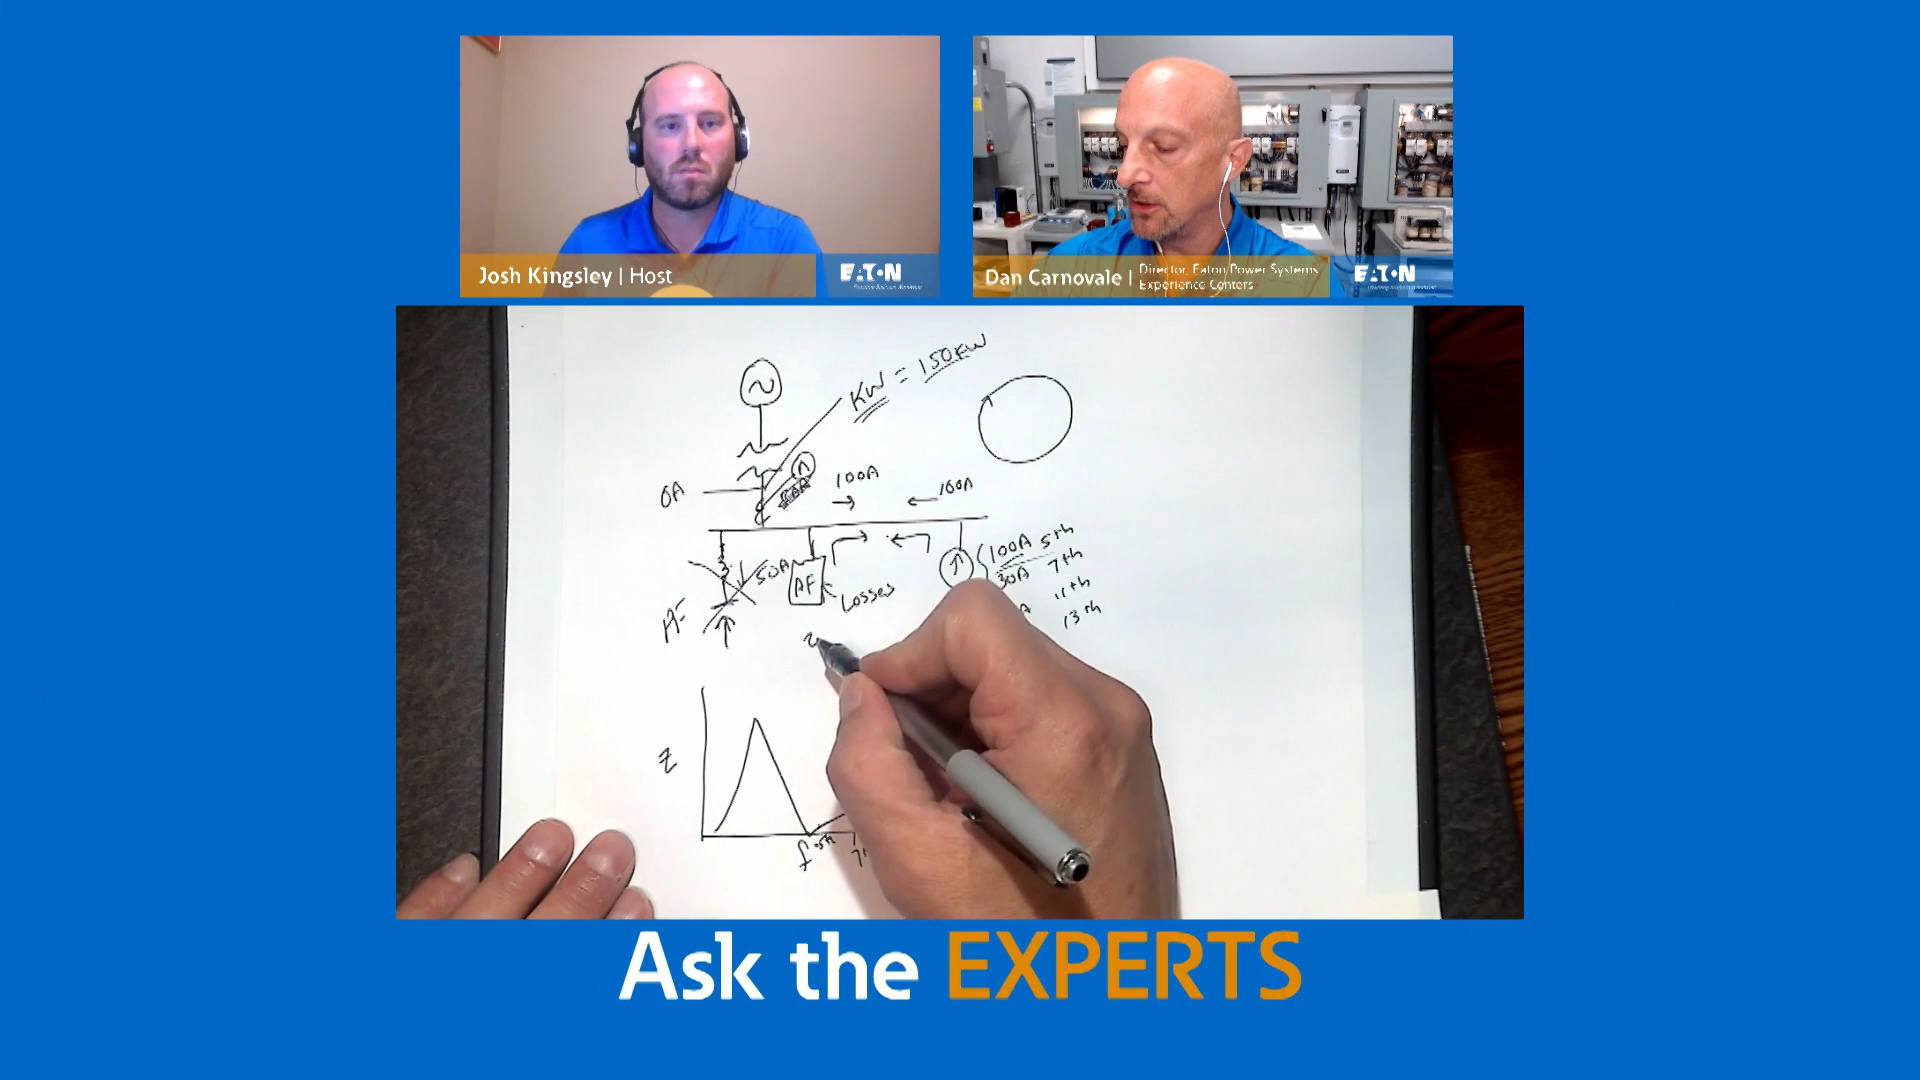 Josh Kingsley | Host
EATON
Dan Carnovale | Director, Eaton Power Systems
Experience Centers
EATON
KW = 150KW
0A
100A
100A
50A
AF
Losses
100A 5th
30A 7th
A 11th
13th
AF
Z
f 5th
Ask the EXPERTS